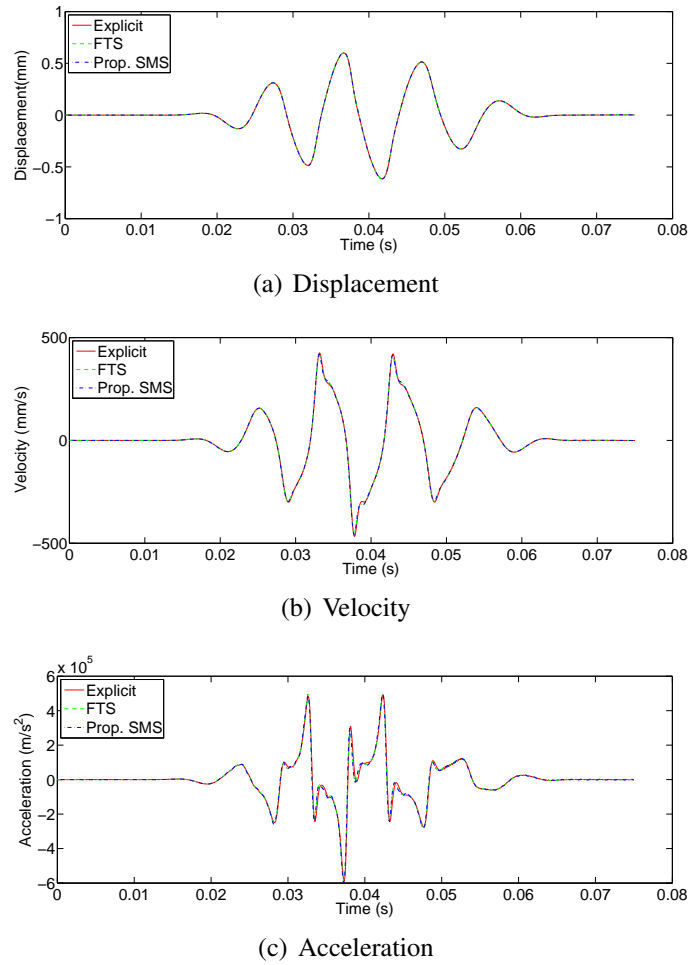 Explicit
FTS
Prop. SMS
1
0.5
0
−0.5
−1
Displacement(mm)
0 0.01 0.02 0.03 0.04 0.05 0.06 0.07 0.08
Time (s)
(a) Displacement
Explicit
FTS
Prop. SMS
500
0
−500
Velocity (mm/s)
0 0.01 0.02 0.03 0.04 0.05 0.06 0.07 0.08
Time (s)
(b) Velocity
x 10⁵
Explicit
FTS
Prop. SMS
6
4
2
0
−2
−4
−6
Acceleration (m/s²)
0 0.01 0.02 0.03 0.04 0.05 0.06 0.07 0.08
Time (s)
(c) Acceleration